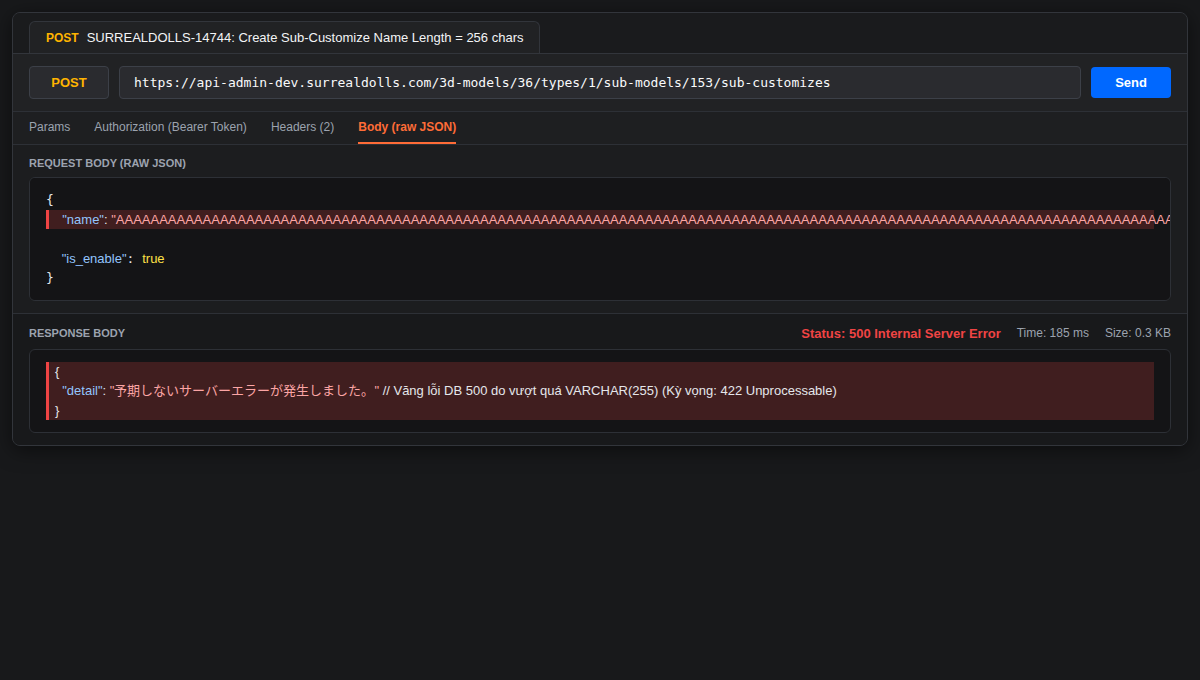 POST SURREALDOLLS-14744: Create Sub-Customize Name Length = 256 chars
POST https://api-admin-dev.surrealdolls.com/3d-models/36/types/1/sub-models/153/sub-customizes Send
Params Authorization (Bearer Token) Headers (2) Body (raw JSON)
REQUEST BODY (RAW JSON)
{
"name": "AAAAAAAAAAAAAAAAAAAAAAAAAAAAAAAAAAAAAAAAAAAAAAAAAAAAAAAAAAAAAAAAAAAAAAAAAAAAAAAAAAAAAAAAAAAAAAAAAAAAAAAAAAAAAAAAAAAAAAAAAA
"is_enable": true
}
RESPONSE BODY Status: 500 Internal Server Error Time: 185 ms Size: 0.3 KB
{
"detail": "予期しないサーバーエラーが発生しました。" // Văng lỗi DB 500 do vượt quá VARCHAR(255) (Kỳ vọng: 422 Unprocessable)
}